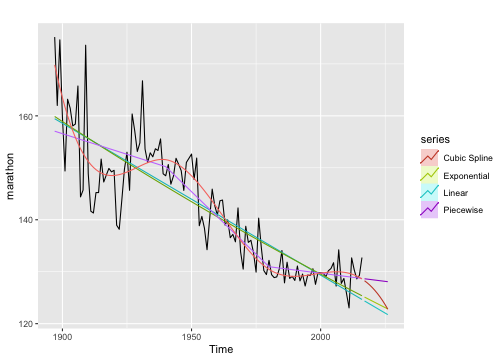 160
140
120
marathon
1900
1950
2000
Time
series
Cubic Spline
Exponential
Linear
Piecewise